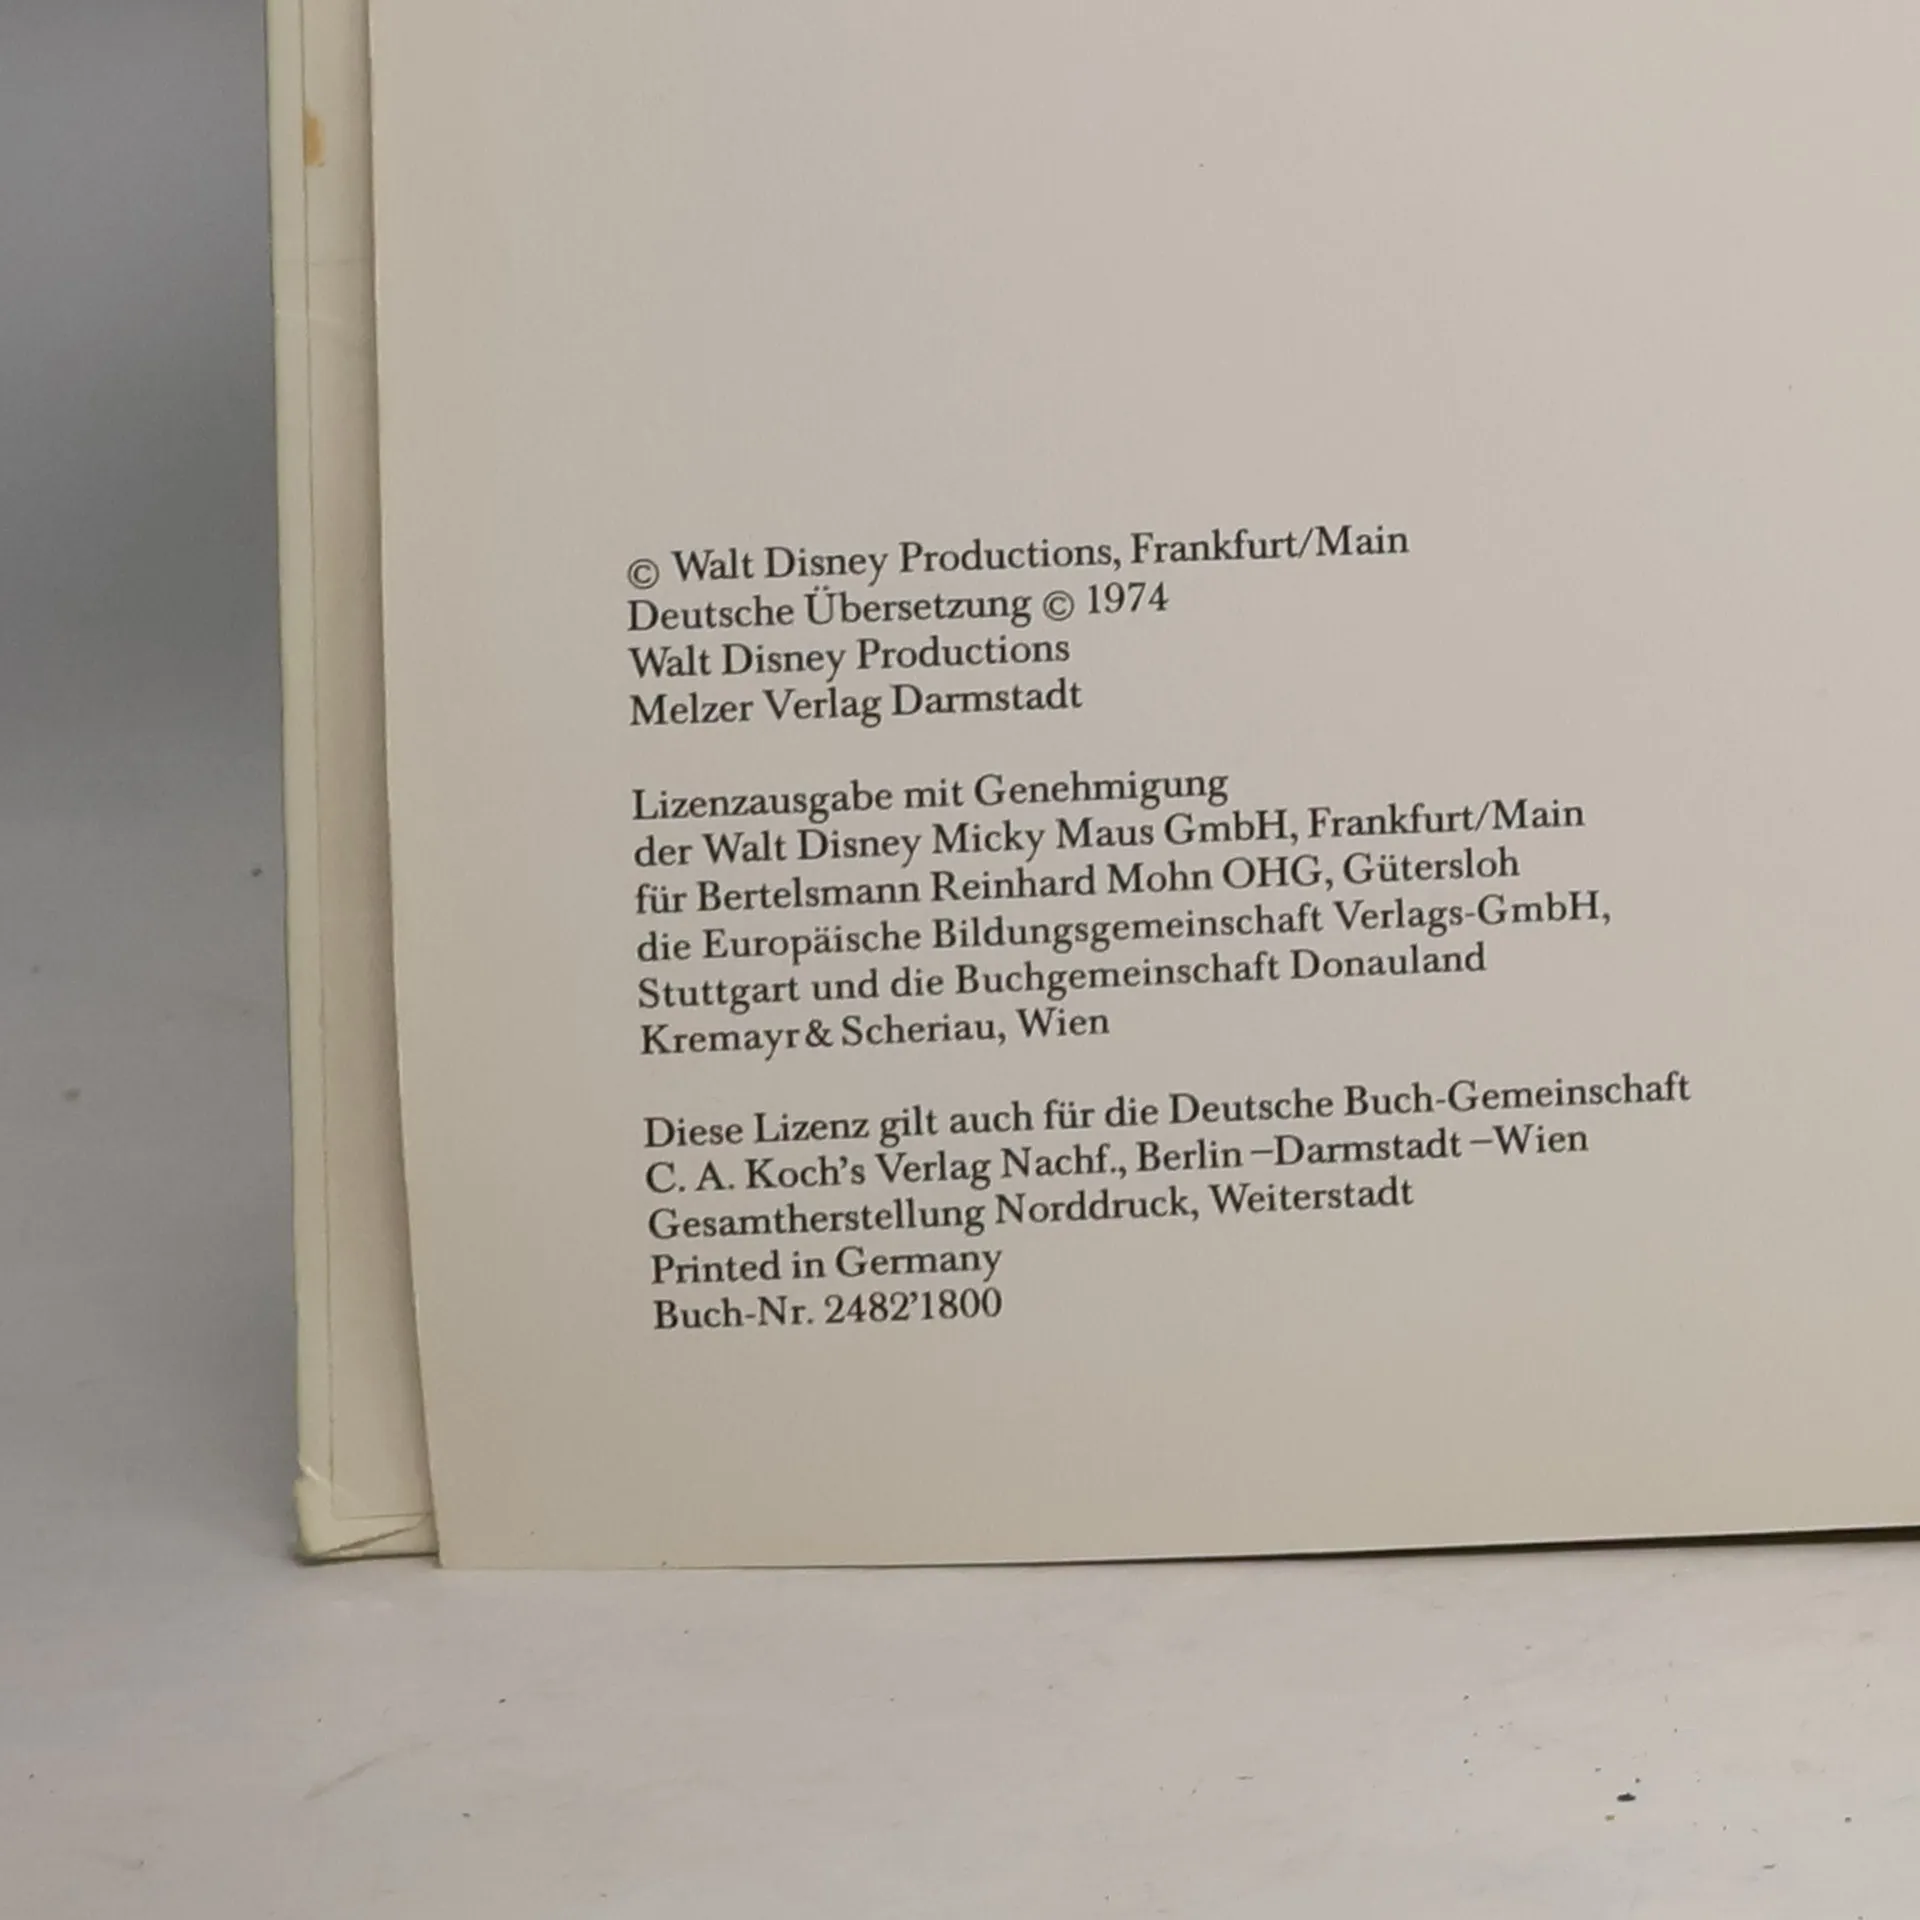 © Walt Disney Productions, Frankfurt/Main
Deutsche Übersetzung © 1974
Walt Disney Productions
Melzer Verlag Darmstadt
Lizenzausgabe mit Genehmigung
der Walt Disney Micky Maus GmbH, Frankfurt/Main
für Bertelsmann Reinhard Mohn OHG, Gütersloh
die Europäische Bildungsgemeinschaft Verlags-GmbH,
Stuttgart und die Buchgemeinschaft Donauland
Kremayr & Scheriau, Wien
Diese Lizenz gilt auch für die Deutsche Buch-Gemeinschaft
C. A. Koch’s Verlag Nachf., Berlin –Darmstadt –Wien
Gesamtherstellung Norddruck, Weiterstadt
Printed in Germany
Buch-Nr. 2482’1800